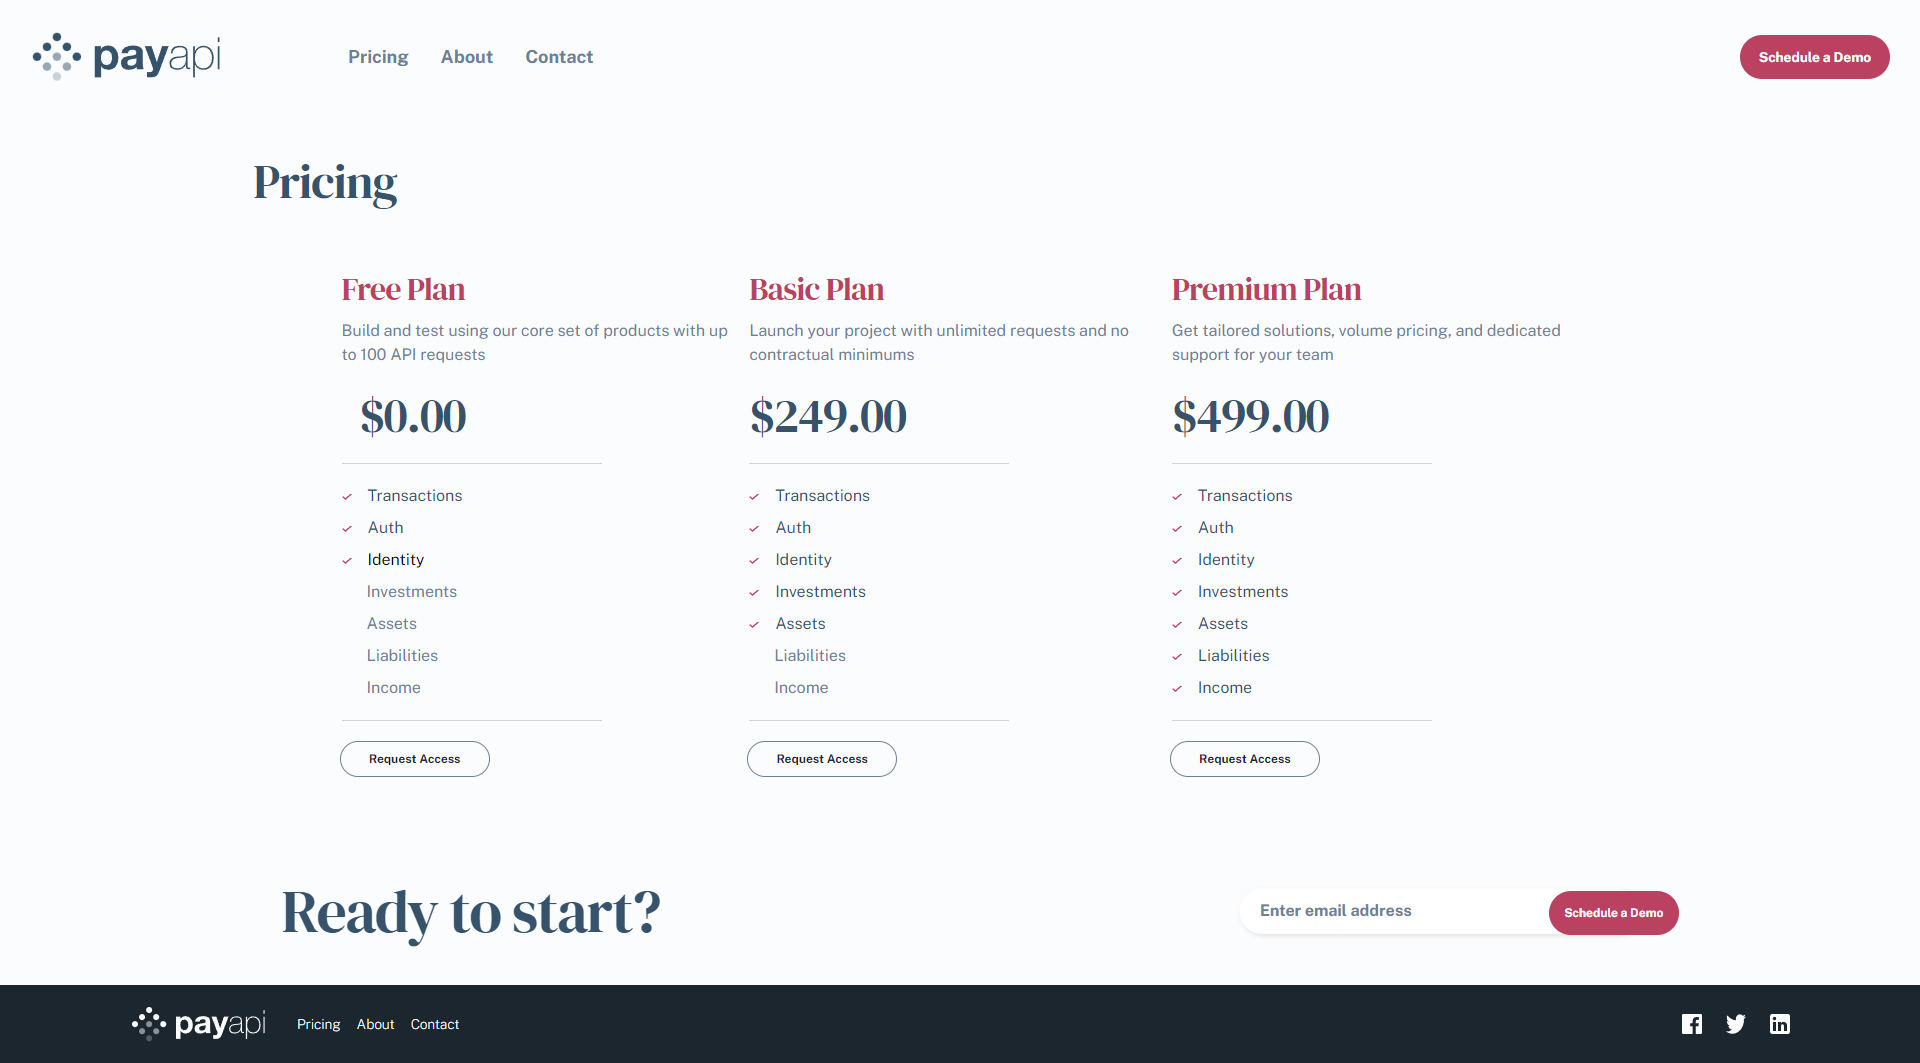 payapi
Pricing About Contact
Schedule a Demo
Pricing
Free Plan
Build and test using our core set of products with up
to 100 API requests
$0.00
Transactions
Auth
Identity
Investments
Assets
Liabilities
Income
Request Access
Basic Plan
Launch your project with unlimited requests and no
contractual minimums
$249.00
Transactions
Auth
Identity
Investments
Assets
Liabilities
Income
Request Access
Premium Plan
Get tailored solutions, volume pricing, and dedicated
support for your team
$499.00
Transactions
Auth
Identity
Investments
Assets
Liabilities
Income
Request Access
Ready to start?
Enter email address
Schedule a Demo
payapi
Pricing About Contact